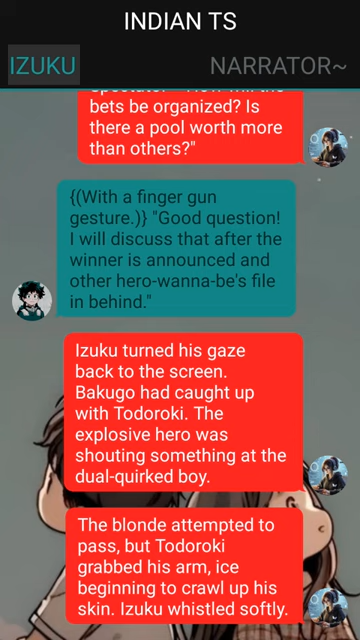 INDIAN TS
IZUKU
NARRATOR~
bets be organized? Is
there a pool worth more
than others?"
{(With a finger gun
gesture.)} "Good question!
I will discuss that after the
winner is announced and
other hero-wanna-be's file
in behind."
Izuku turned his gaze
back to the screen.
Bakugo had caught up
with Todoroki. The
explosive hero was
shouting something at the
dual-quirked boy.
The blonde attempted to
pass, but Todoroki
grabbed his arm, ice
beginning to crawl up his
skin. Izuku whistled softly.